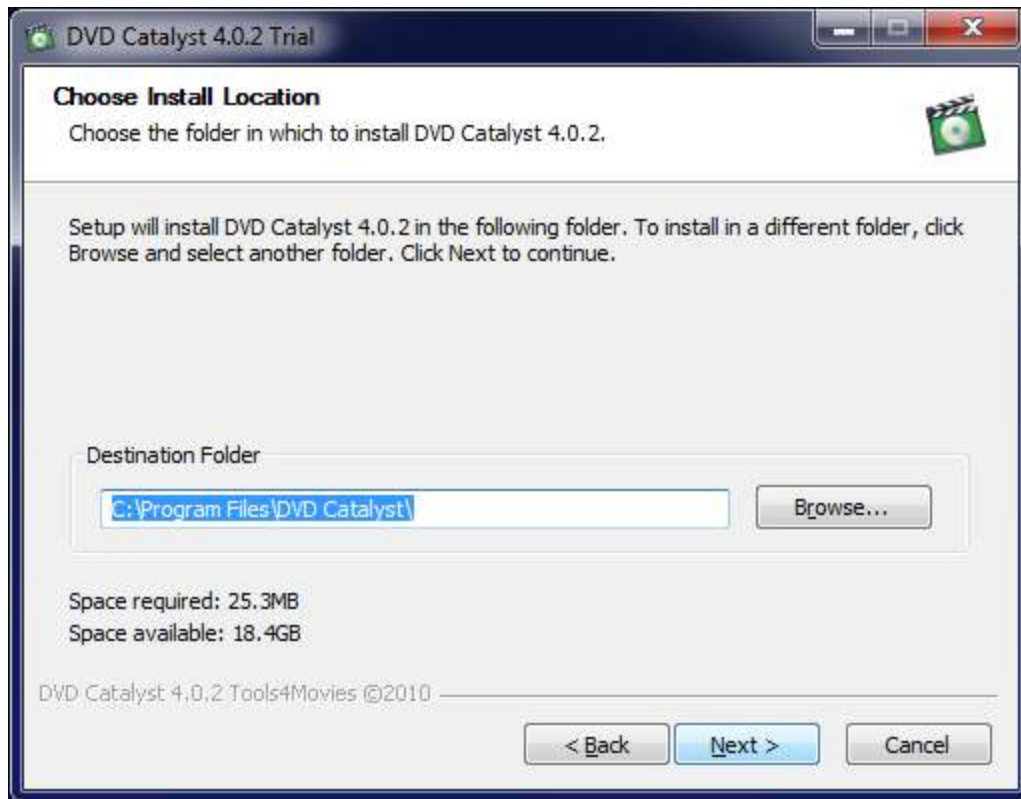 DVD Catalyst 4.0.2 Trial
Choose Install Location
Choose the folder in which to install DVD Catalyst 4.0.2.
Setup will install DVD Catalyst 4.0.2 in the following folder. To install in a different folder, click
Browse and select another folder. Click Next to continue.
Destination Folder
C:\Program Files\DVD Catalyst\
Browse...
Space required: 25.3MB
Space available: 18.4GB
DVD Catalyst 4.0.2 Tools4Movies ©2010
< Back
Next >
Cancel